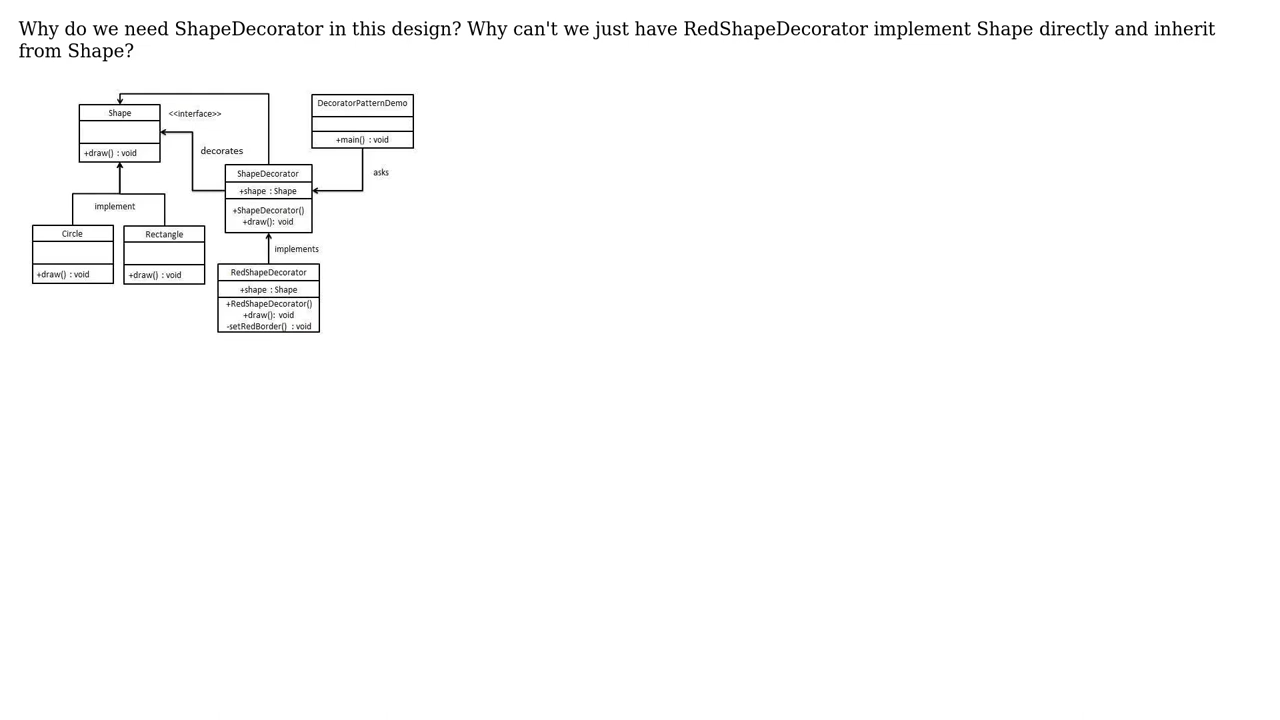 Why do we need ShapeDecorator in this design? Why can't we just have RedShapeDecorator implement Shape directly and inherit
from Shape?
Shape
<<interface>>
+draw() : void
decorates
DecoratorPatternDemo
+main() : void
asks
ShapeDecorator
+shape : Shape
+ShapeDecorator()
+draw(): void
implement
Circle
+draw() : void
Rectangle
+draw() : void
implements
RedShapeDecorator
+shape : Shape
+RedShapeDecorator()
+draw(): void
-setRedBorder() : void